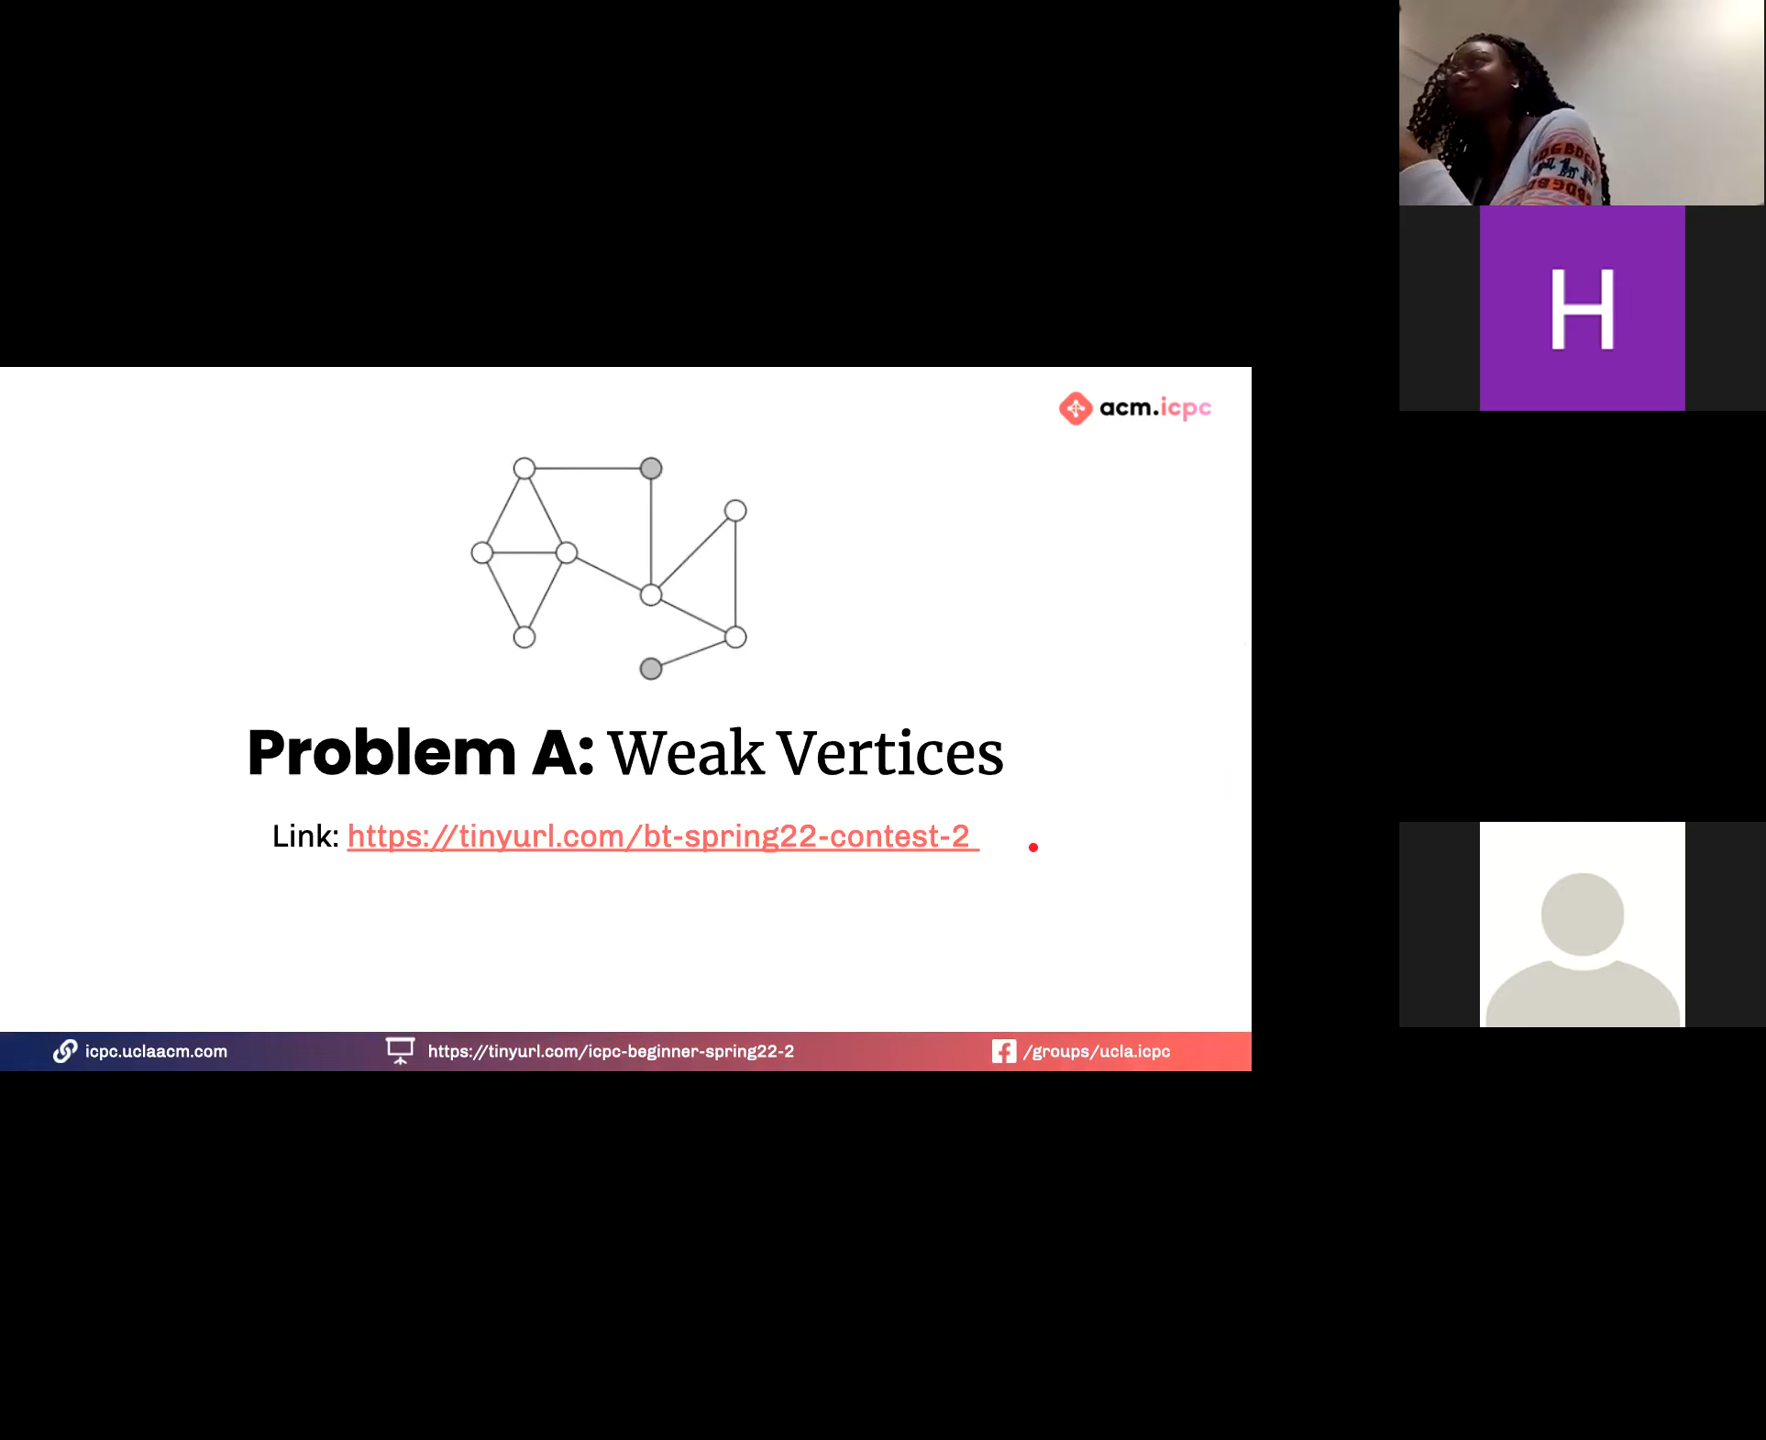 H
acm.icpc
Problem A: Weak Vertices
Link: https://tinyurl.com/bt-spring22-contest-2
icpc.uclaacm.com
https://tinyurl.com/icpc-beginner-spring22-2
/groups/ucla.icpc